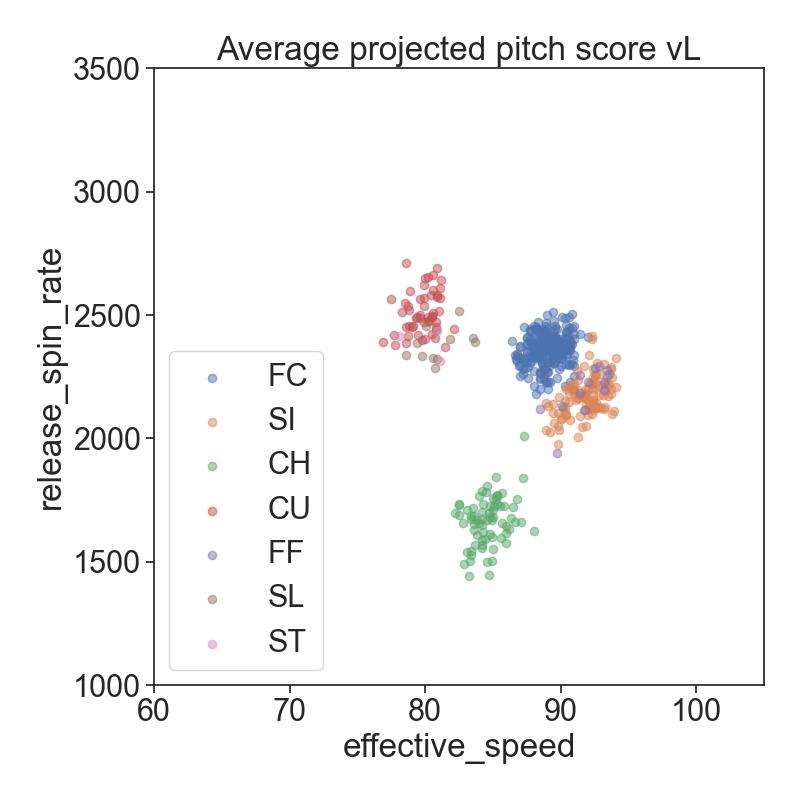 Average projected pitch score vL
3500
3000
2500
2000
1500
1000
release_spin_rate
FC
SI
CH
CU
FF
SL
ST
60 70 80 90 100
effective_speed